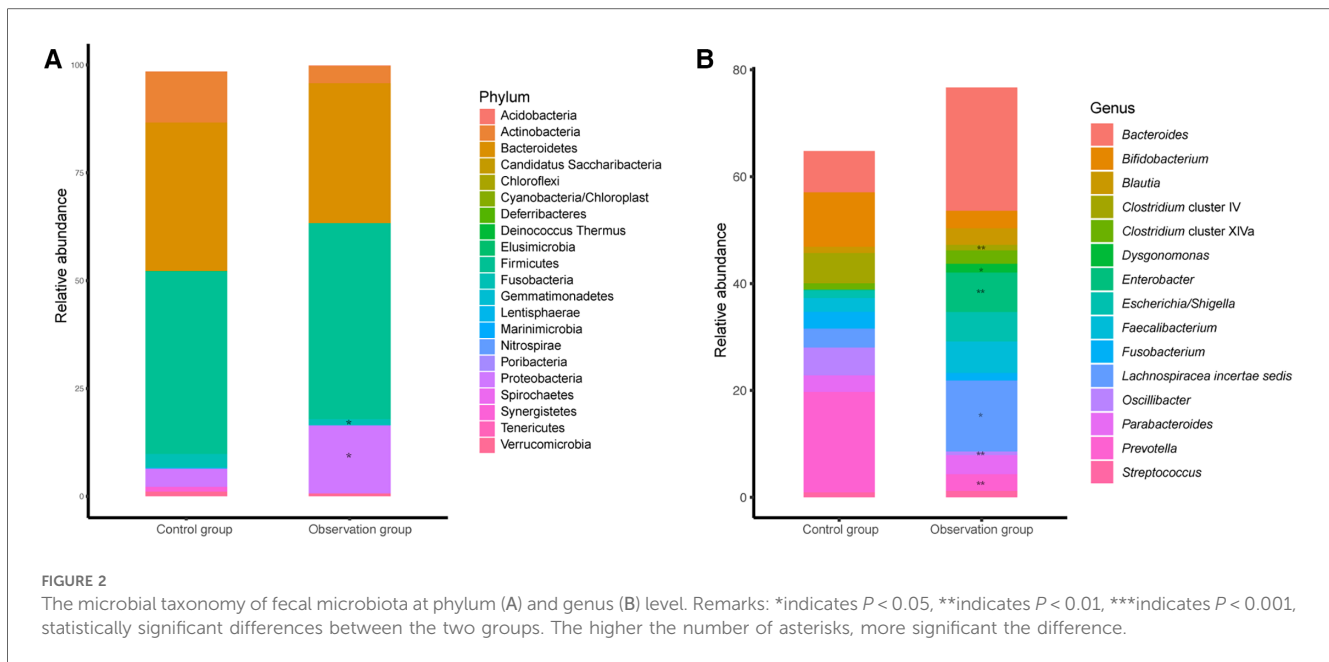 A
100
75
50
25
0
Relative abundance
*
*
Control group
Observation group
Phylum
Acidobacteria
Actinobacteria
Bacteroidetes
Candidatus Saccharibacteria
Chloroflexi
Cyanobacteria/Chloroplast
Deferribacteres
Deinococcus Thermus
Elusimicrobia
Firmicutes
Fusobacteria
Gemmatimonadetes
Lentisphaerae
Marinimicrobia
Nitrospirae
Poribacteria
Proteobacteria
Spirochaetes
Synergistetes
Tenericutes
Verrucomicrobia
B
80
60
40
20
0
Relative abundance
**
*
**
*
**
**
Control group
Observation group
Genus
Bacteroides
Bifidobacterium
Blautia
Clostridium cluster IV
Clostridium cluster XIVa
Dysgonomonas
Enterobacter
Escherichia/Shigella
Faecalibacterium
Fusobacterium
Lachnospiracea incertae sedis
Oscillibacter
Parabacteroides
Prevotella
Streptococcus
FIGURE 2
The microbial taxonomy of fecal microbiota at phylum (A) and genus (B) level. Remarks: *indicates P < 0.05, **indicates P < 0.01, ***indicates P < 0.001,
statistically significant differences between the two groups. The higher the number of asterisks, more significant the difference.